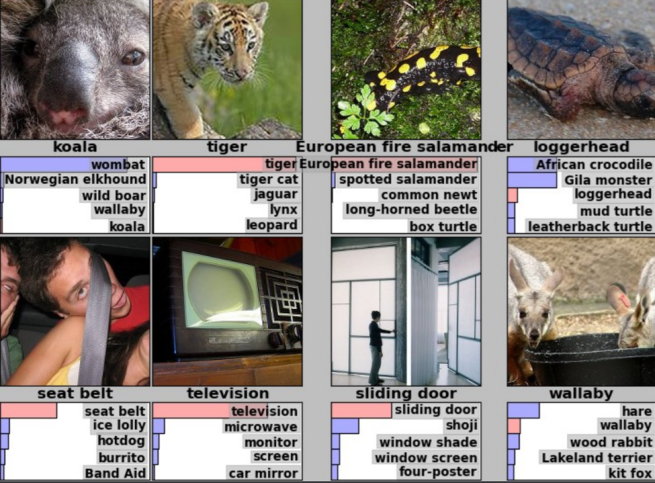 koala
wombat
Norwegian elkhound
wild boar
wallaby
koala
tiger
tiger
tiger cat
jaguar
lynx
leopard
European fire salamander
European fire salamander
spotted salamander
common newt
long-horned beetle
box turtle
loggerhead
African crocodile
Gila monster
loggerhead
mud turtle
leatherback turtle
seat belt
seat belt
ice lolly
hotdog
burrito
Band Aid
television
television
microwave
monitor
screen
car mirror
sliding door
sliding door
shoji
window shade
window screen
four-poster
wallaby
hare
wallaby
wood rabbit
Lakeland terrier
kit fox